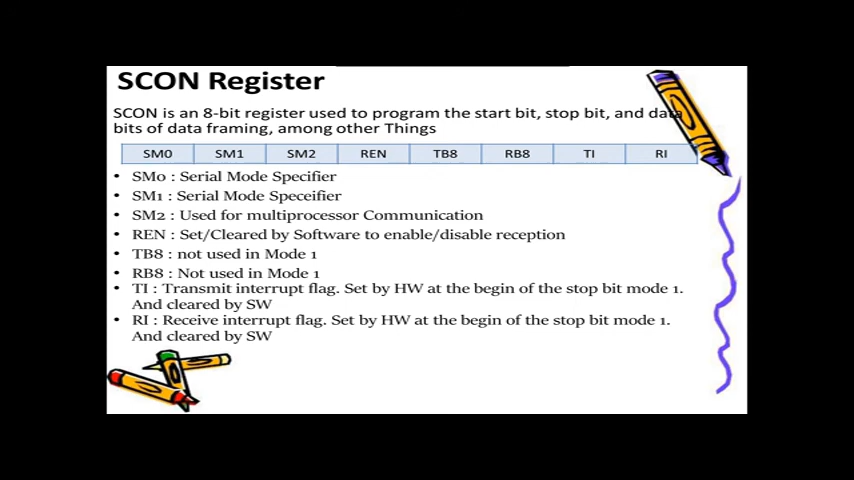 SCON Register
SCON is an 8-bit register used to program the start bit, stop bit, and data
bits of data framing, among other Things
SM0 SM1 SM2 REN TB8 RB8 TI RI
• SM0 : Serial Mode Specifier
• SM1 : Serial Mode Speceifier
• SM2 : Used for multiprocessor Communication
• REN : Set/Cleared by Software to enable/disable reception
• TB8 : not used in Mode 1
• RB8 : Not used in Mode 1
• TI : Transmit interrupt flag. Set by HW at the begin of the stop bit mode 1.
And cleared by SW
• RI : Receive interrupt flag. Set by HW at the begin of the stop bit mode 1.
And cleared by SW